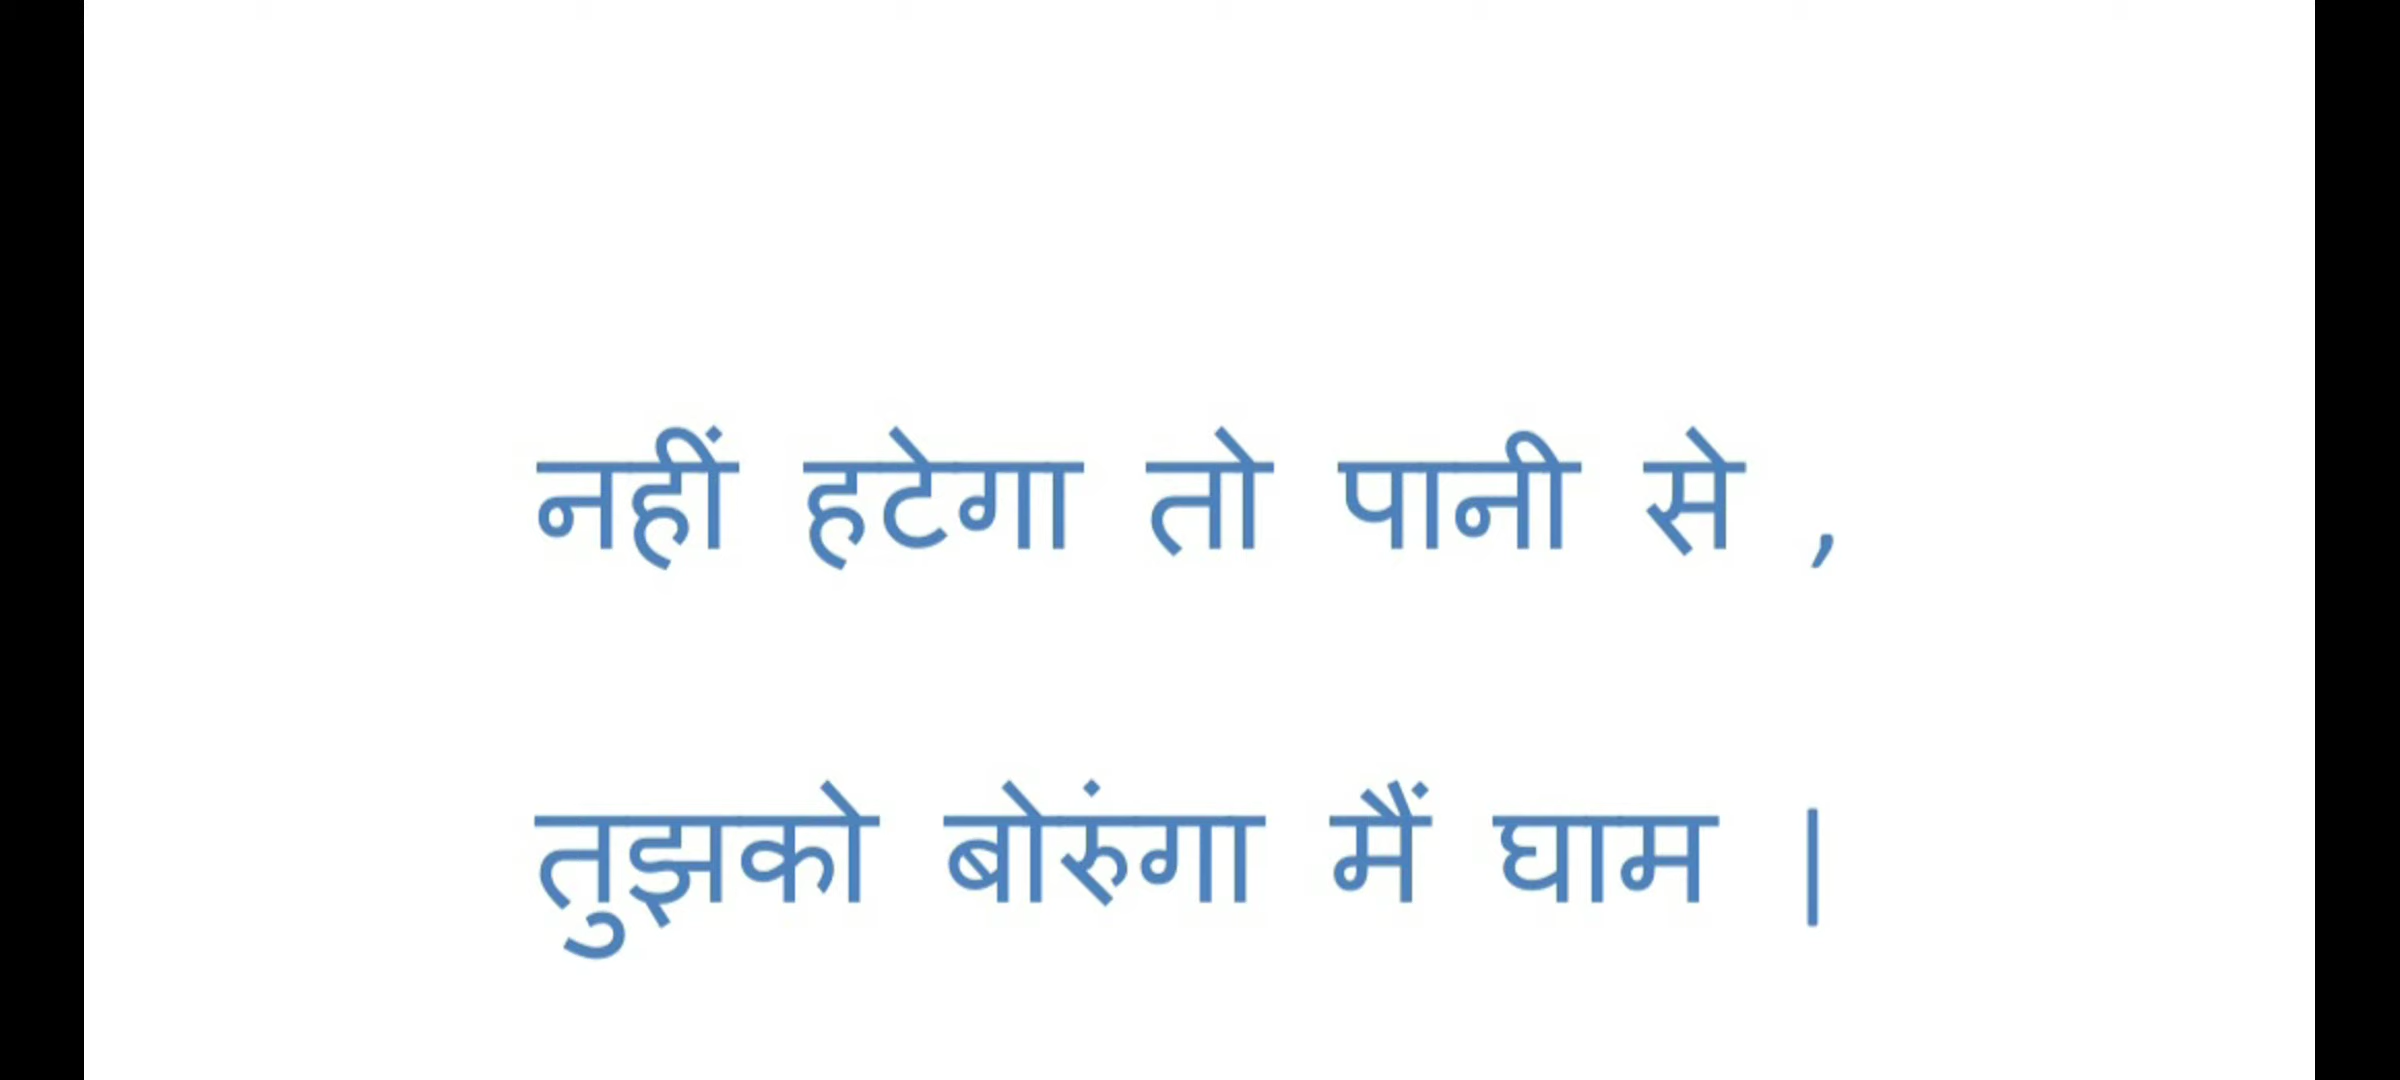 नहीं हटेगा तो पानी से ,
तुझको बोरुंगा मैं घाम |